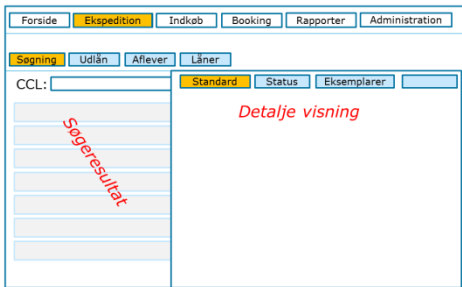 Forside Ekspedition Indkøb Booking Rapporter Administration
Søgning Udlån Aflever Låner
CCL:
Standard Status Eksemplarer
Detalje visning
Søgeresultat